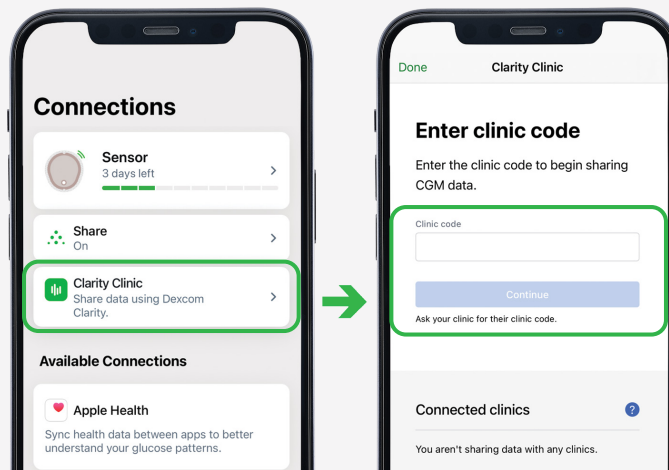 Connections
Sensor
3 days left
Share
On
Clarity Clinic
Share data using Dexcom
Clarity.
Available Connections
Apple Health
Sync health data between apps to better
understand your glucose patterns.
Done
Clarity Clinic
Enter clinic code
Enter the clinic code to begin sharing
CGM data.
Clinic code
Continue
Ask your clinic for their clinic code.
Connected clinics
?
You aren't sharing data with any clinics.